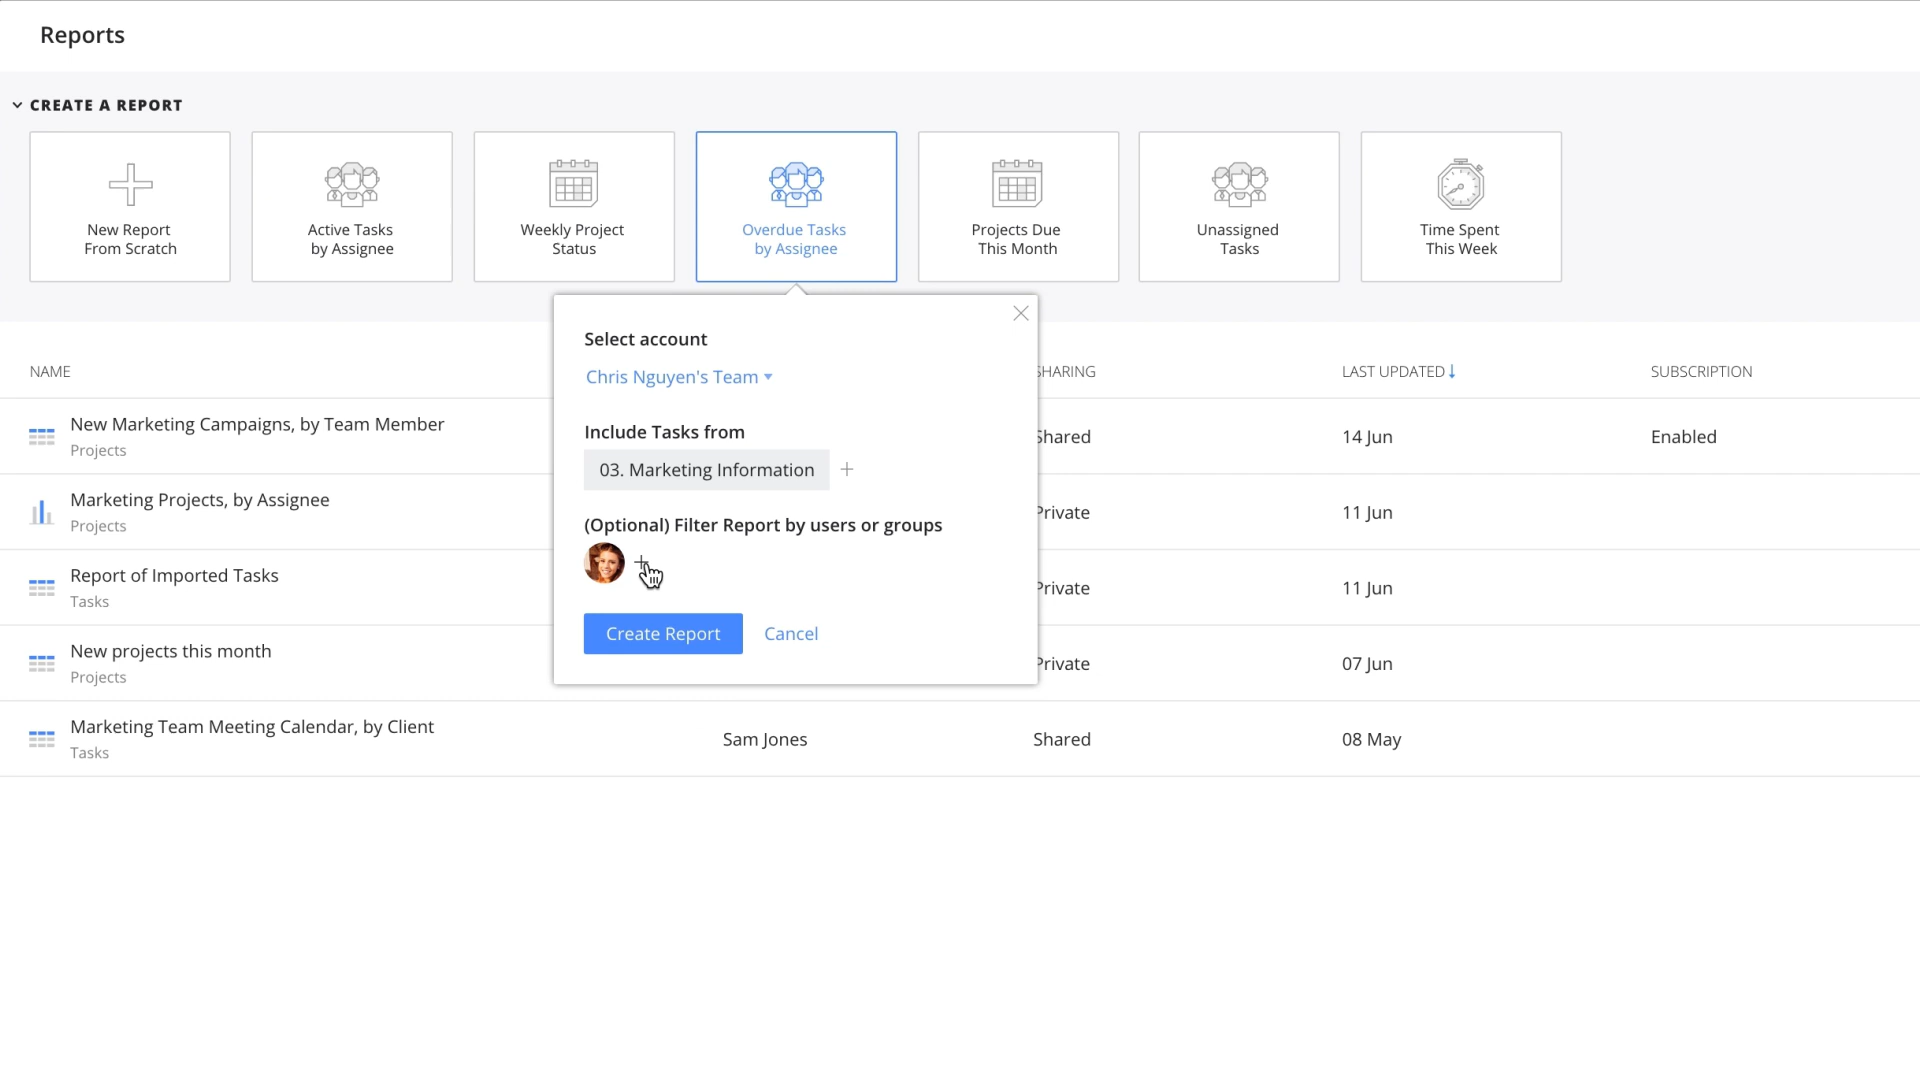 Reports
CREATE A REPORT
New Report
From Scratch
Active Tasks
by Assignee
Weekly Project
Status
Overdue Tasks
by Assignee
Projects Due
This Month
Unassigned
Tasks
Time Spent
This Week
Select account
Chris Nguyen's Team
Include Tasks from
03. Marketing Information
(Optional) Filter Report by users or groups
Create Report Cancel
NAME SHARING LAST UPDATED SUBSCRIPTION
New Marketing Campaigns, by Team Member
Projects
Shared 14 Jun Enabled
Marketing Projects, by Assignee
Projects
Private 11 Jun
Report of Imported Tasks
Tasks
Private 11 Jun
New projects this month
Projects
Private 07 Jun
Marketing Team Meeting Calendar, by Client
Tasks
Sam Jones Shared 08 May